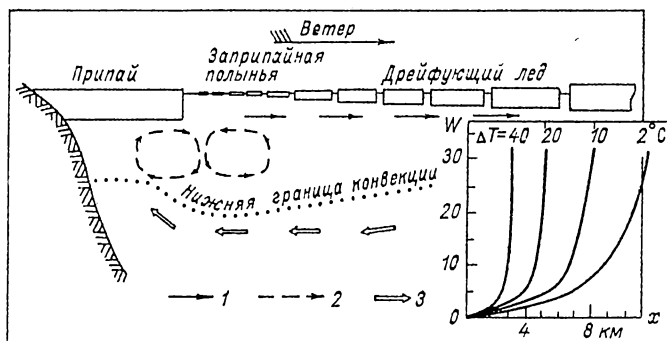 Ветер
Заприпайная
полынья
Припай
Дрейфующий лед
W
ΔT=40 20 10 2°C
30
20
10
0
4 8 км x
Нижняя граница конвекции
1 2 3